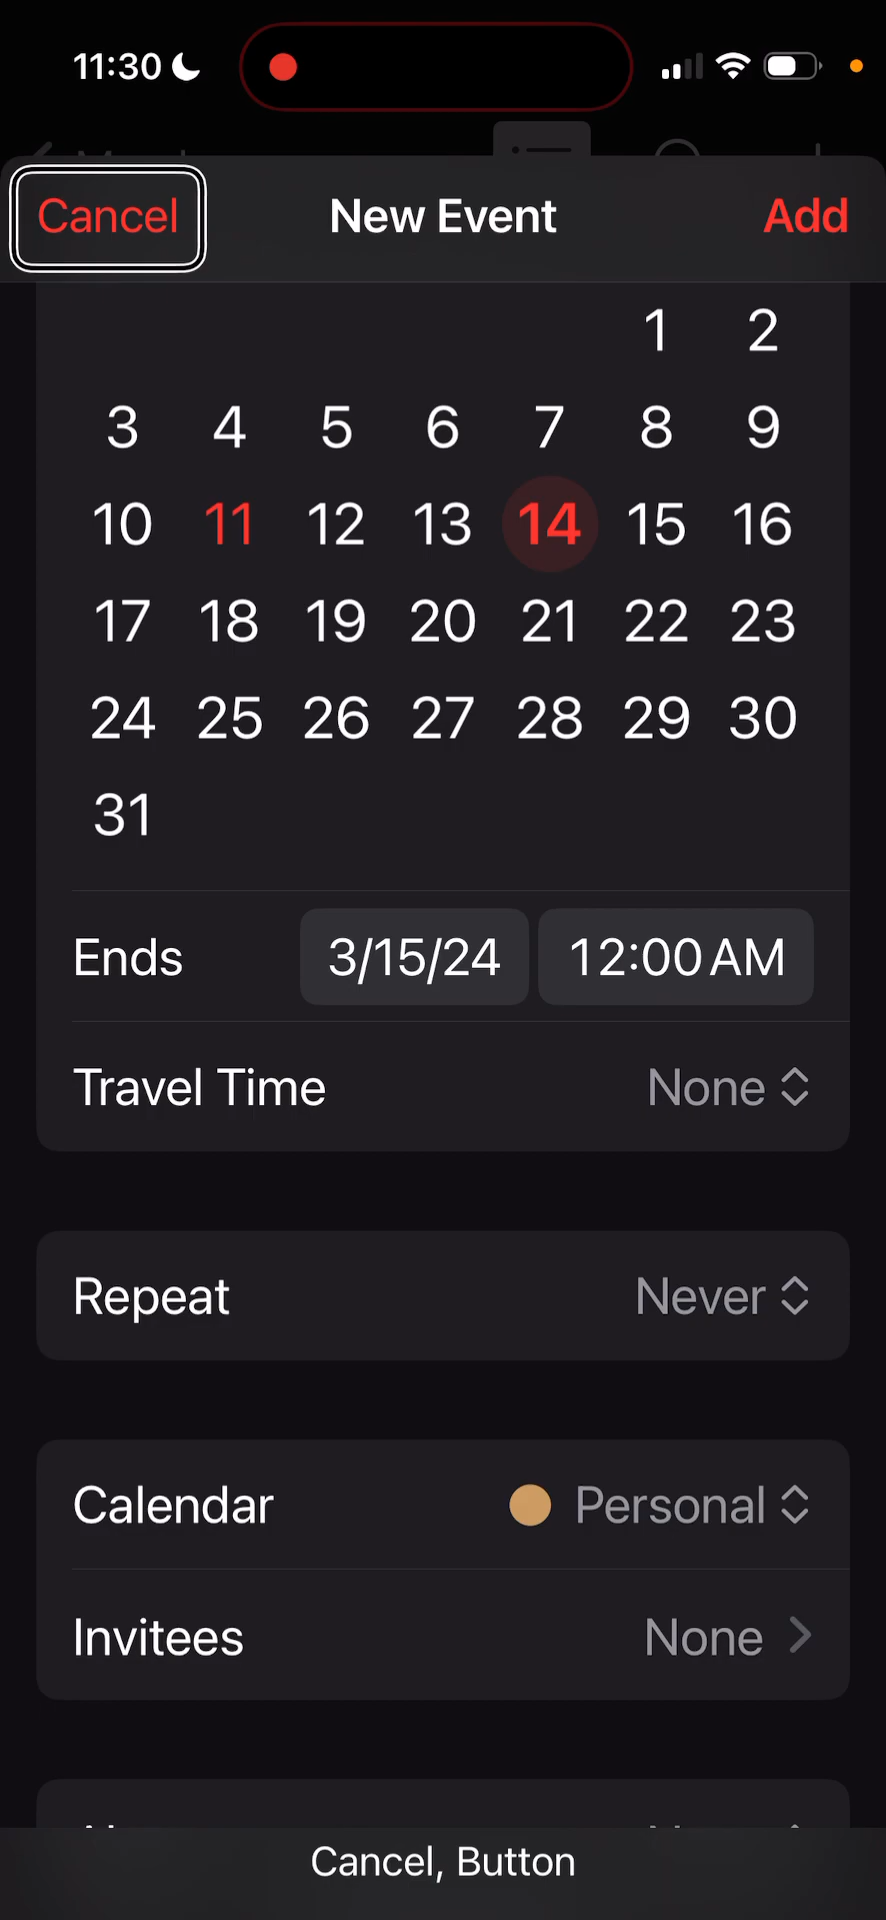 11:30
Cancel New Event Add
1 2
3 4 5 6 7 8 9
10 11 12 13 14 15 16
17 18 19 20 21 22 23
24 25 26 27 28 29 30
31
Ends 3/15/24 12:00 AM
Travel Time None
Repeat Never
Calendar Personal
Invitees None
Cancel, Button